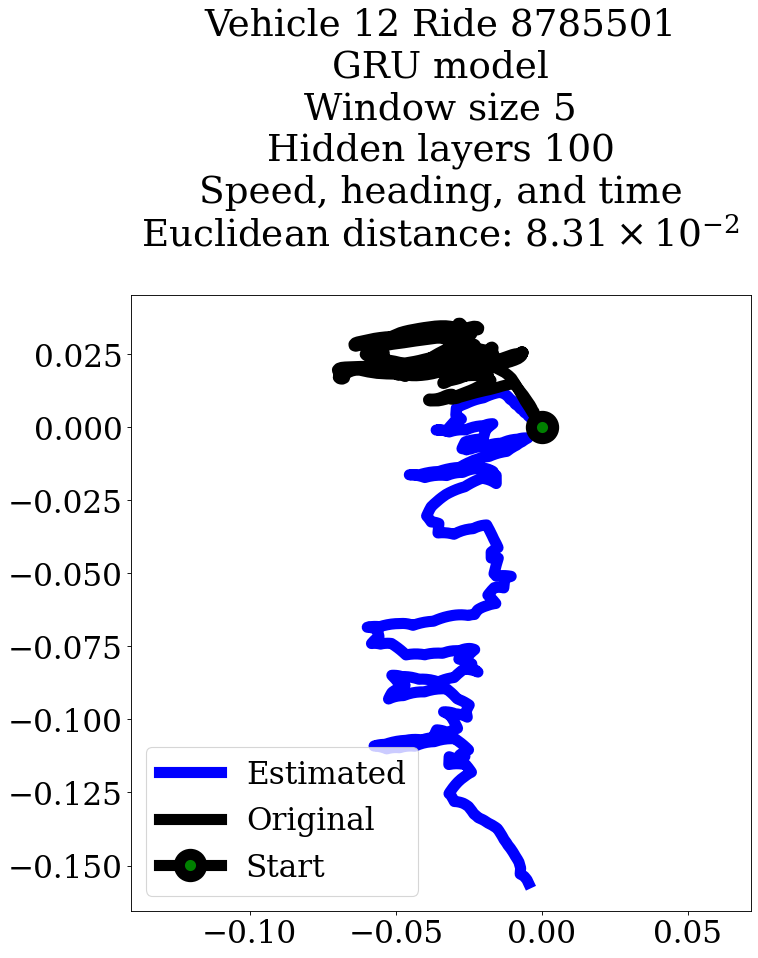 Vehicle 12 Ride 8785501
GRU model
Window size 5
Hidden layers 100
Speed, heading, and time
Euclidean distance: 8.31 × 10⁻²
0.025
0.000
−0.025
−0.050
−0.075
−0.100
−0.125
−0.150
Estimated
Original
Start
−0.10
−0.05
0.00
0.05